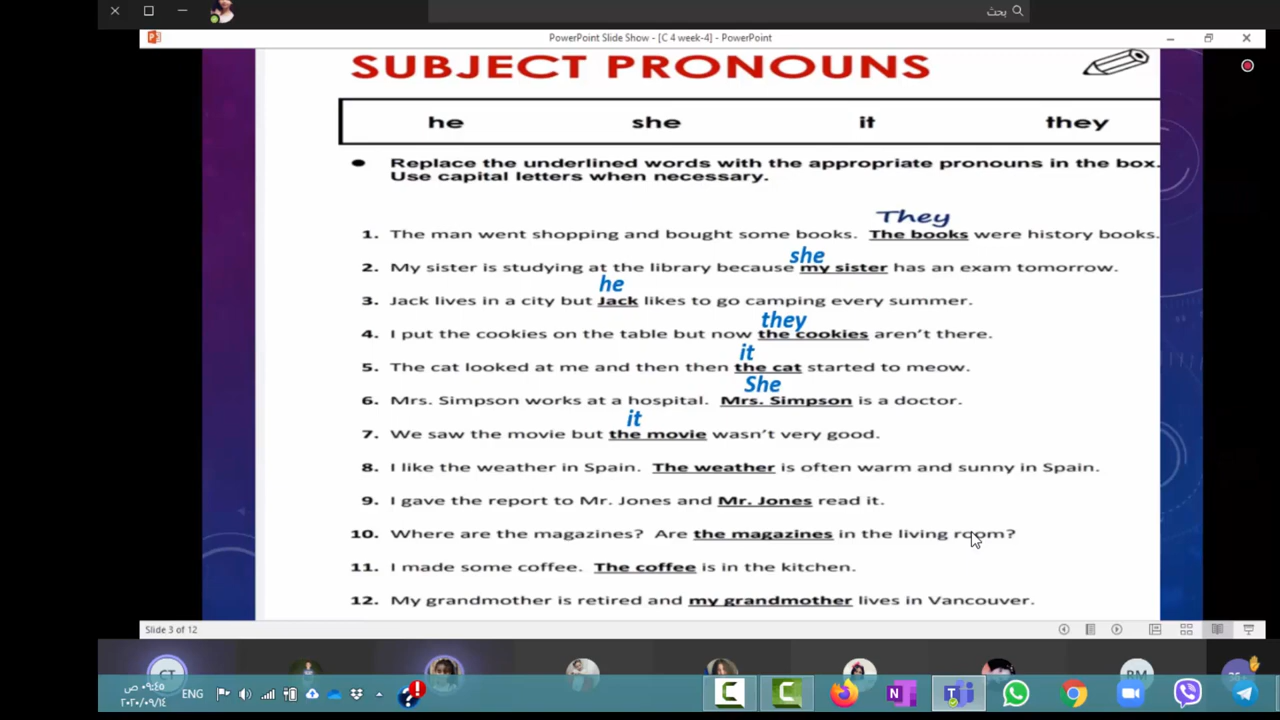 بحث
PowerPoint Slide Show - [C 4 week-4] - PowerPoint
SUBJECT PRONOUNS
he she it they
● Replace the underlined words with the appropriate pronouns in the box.
Use capital letters when necessary.
They
1. The man went shopping and bought some books. The books were history books.
she
2. My sister is studying at the library because my sister has an exam tomorrow.
he
3. Jack lives in a city but Jack likes to go camping every summer.
they
4. I put the cookies on the table but now the cookies aren't there.
it
5. The cat looked at me and then then the cat started to meow.
She
6. Mrs. Simpson works at a hospital. Mrs. Simpson is a doctor.
it
7. We saw the movie but the movie wasn't very good.
8. I like the weather in Spain. The weather is often warm and sunny in Spain.
9. I gave the report to Mr. Jones and Mr. Jones read it.
10. Where are the magazines? Are the magazines in the living room?
11. I made some coffee. The coffee is in the kitchen.
12. My grandmother is retired and my grandmother lives in Vancouver.
Slide 3 of 12
CT
RM
ENG
٠٩:٤٥ ص
٢٠٢٠/٠٩/١٤